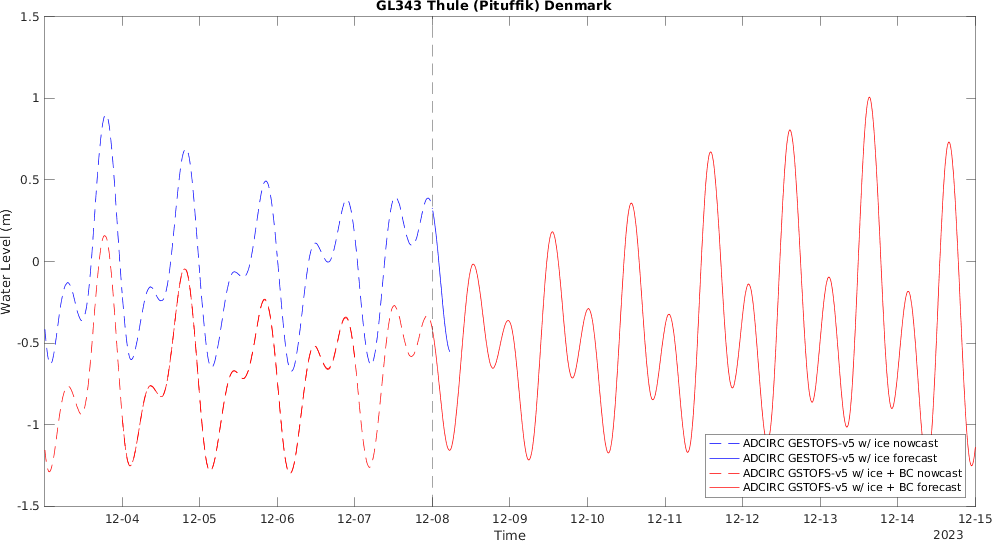 GL343 Thule (Pituffik) Denmark
1.5
1
0.5
0
-0.5
-1
-1.5
Water Level (m)
ADCIRC GESTOFS-v5 w/ ice nowcast
ADCIRC GESTOFS-v5 w/ ice forecast
ADCIRC GSTOFS-v5 w/ ice + BC nowcast
ADCIRC GSTOFS-v5 w/ ice + BC forecast
12-04 12-05 12-06 12-07 12-08 12-09 12-10 12-11 12-12 12-13 12-14 12-15
Time
2023